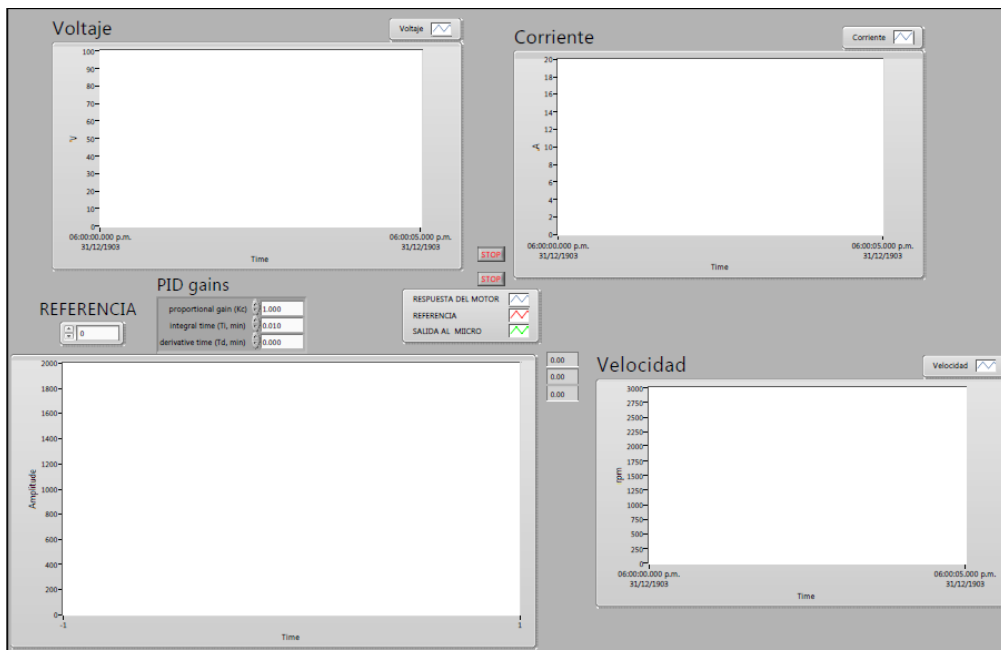 Voltaje
Voltaje
100
90
80
70
60
50
40
30
20
10
0
V
06:00:00.000 p.m.
31/12/1903
06:00:05.000 p.m.
31/12/1903
Time
Corriente
Corriente
20
18
16
14
12
10
8
6
4
2
0
A
06:00:00.000 p.m.
31/12/1903
06:00:05.000 p.m.
31/12/1903
Time
STOP
STOP
REFERENCIA
0
PID gains
proportional gain (Kc) 1.000
integral time (Ti, min) 0.010
derivative time (Td, min) 0.000
RESPUESTA DEL MOTOR
REFERENCIA
SALIDA AL MIICRO
2000
1800
1600
1400
1200
1000
800
600
400
200
0
Amplitude
-1
1
Time
0.00
0.00
0.00
Velocidad
Velocidad
3000
2750
2500
2250
2000
1750
1500
1250
1000
750
500
250
0
rpm
06:00:00.000 p.m.
31/12/1903
06:00:05.000 p.m.
31/12/1903
Time